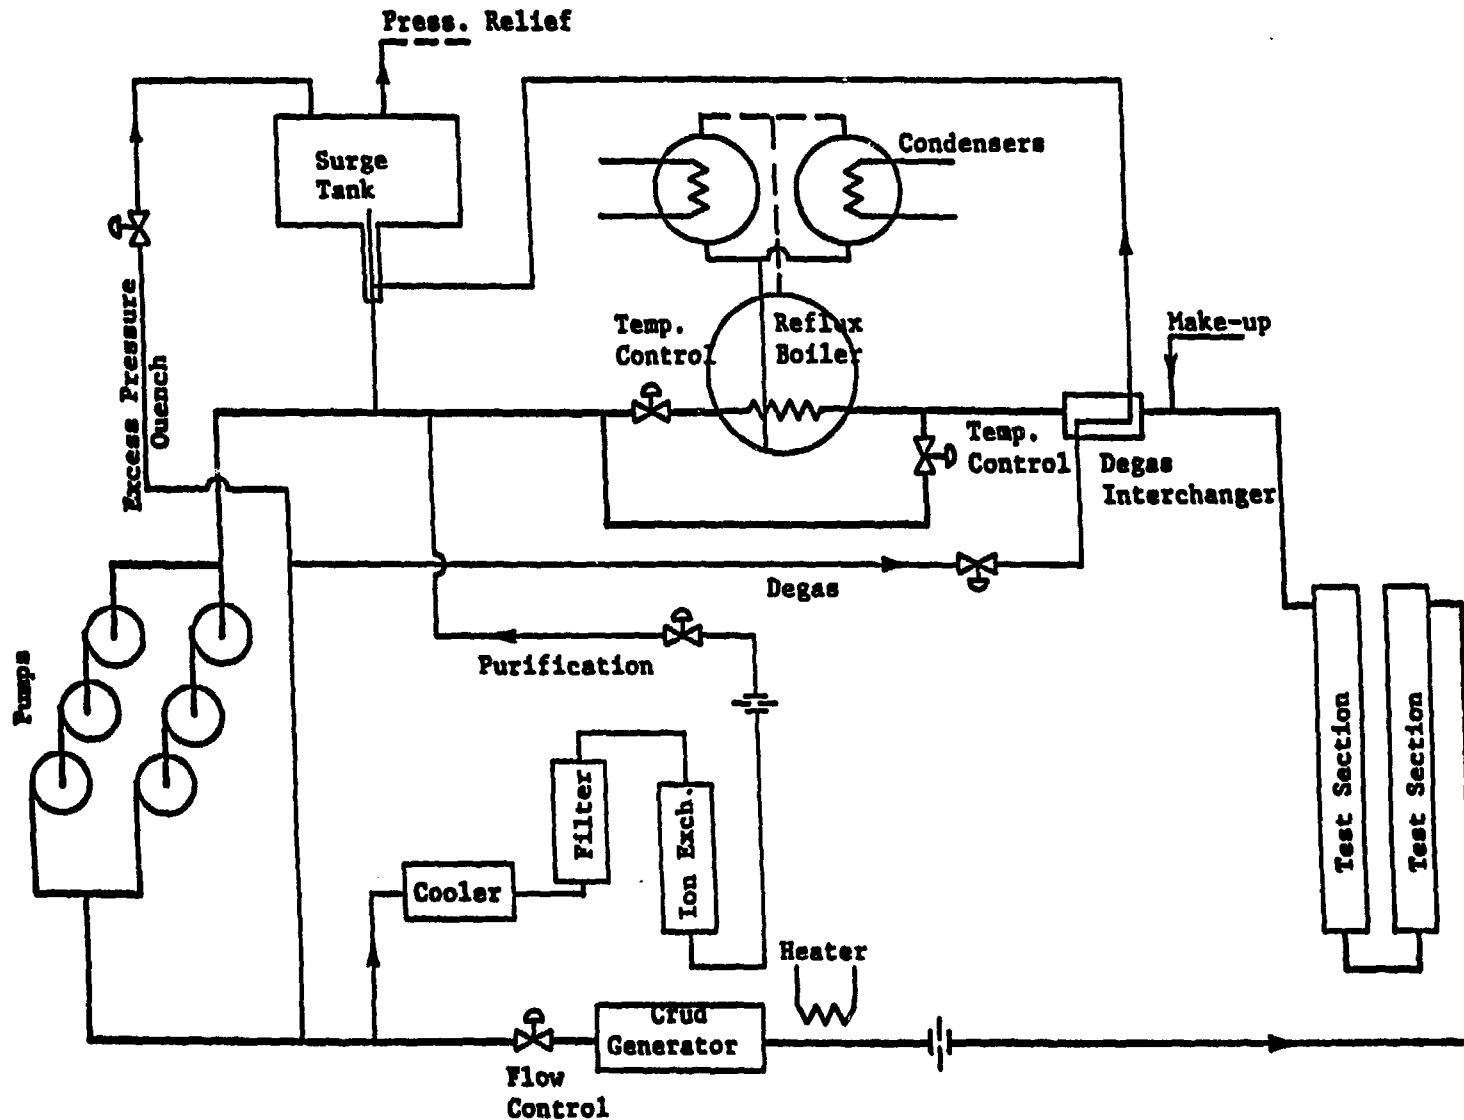 Press. Relief
Surge
Tank
Condensers
Excess Pressure
Ouench
Temp.
Control
Reflux
Boiler
Make-up
Temp.
Control
Degas
Interchanger
Degas
Pumps
Purification
Filter
Ion Exch.
Test Section
Test Section
Cooler
Heater
Crud
Generator
Flow
Control